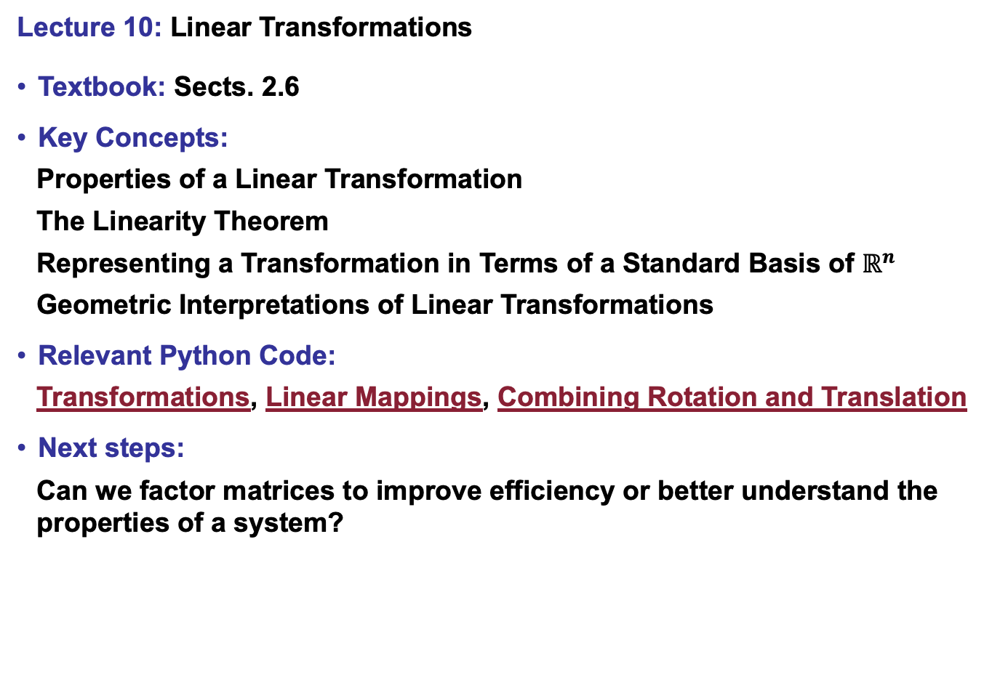 Lecture 10: Linear Transformations
• Textbook: Sects. 2.6
• Key Concepts:
Properties of a Linear Transformation
The Linearity Theorem
Representing a Transformation in Terms of a Standard Basis of ℝⁿ
Geometric Interpretations of Linear Transformations
• Relevant Python Code:
Transformations, Linear Mappings, Combining Rotation and Translation
• Next steps:
Can we factor matrices to improve efficiency or better understand the
properties of a system?